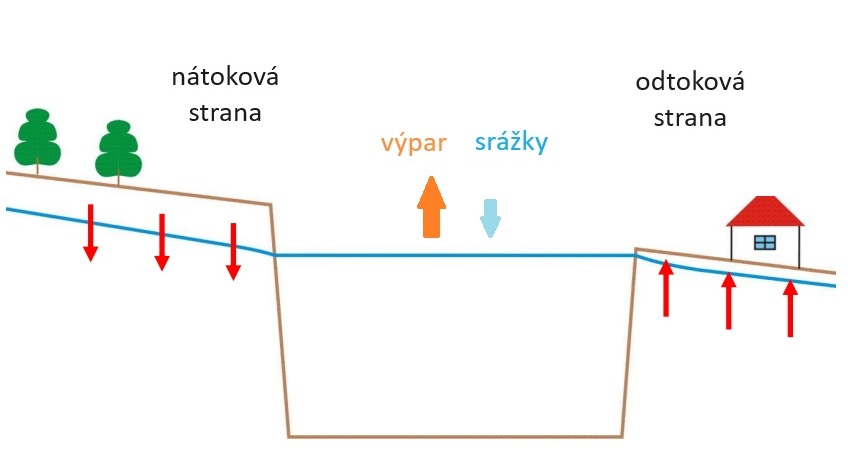 nátoková
strana
odtoková
strana
výpar
srážky